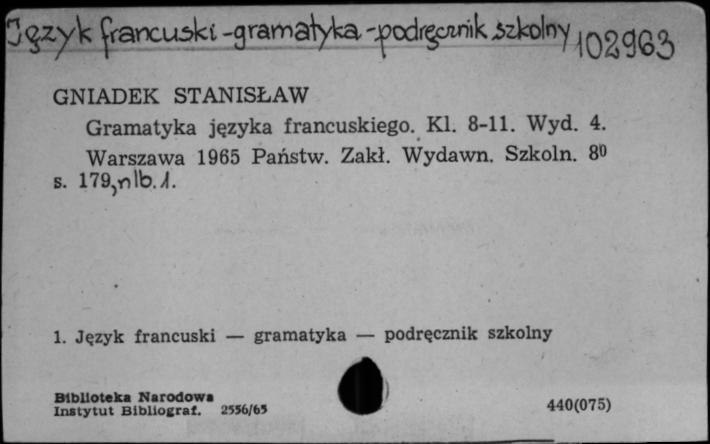 Język francuski - gramatyka - podręcznik szkolny 102963
GNIADEK STANISŁAW
Gramatyka języka francuskiego. Kl. 8-11. Wyd. 4.
Warszawa 1965 Państw. Zakł. Wydawn. Szkoln. 8⁰
s. 179, nlb. 1.
1. Język francuski — gramatyka — podręcznik szkolny
Biblioteka Narodowa
Instytut Bibliograf. 2556/65
440(075)